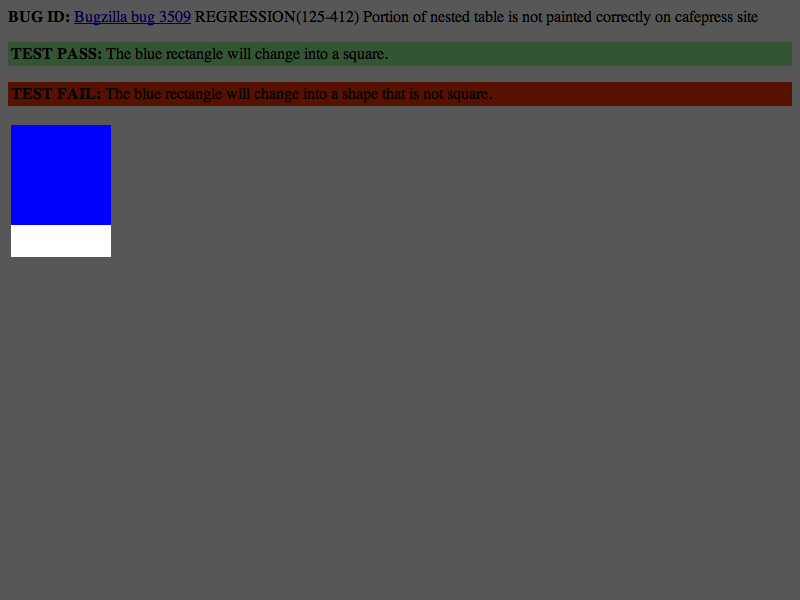 BUG ID: Bugzilla bug 3509 REGRESSION(125-412) Portion of nested table is not painted correctly on cafepress site
TEST PASS: The blue rectangle will change into a square.
TEST FAIL: The blue rectangle will change into a shape that is not square.